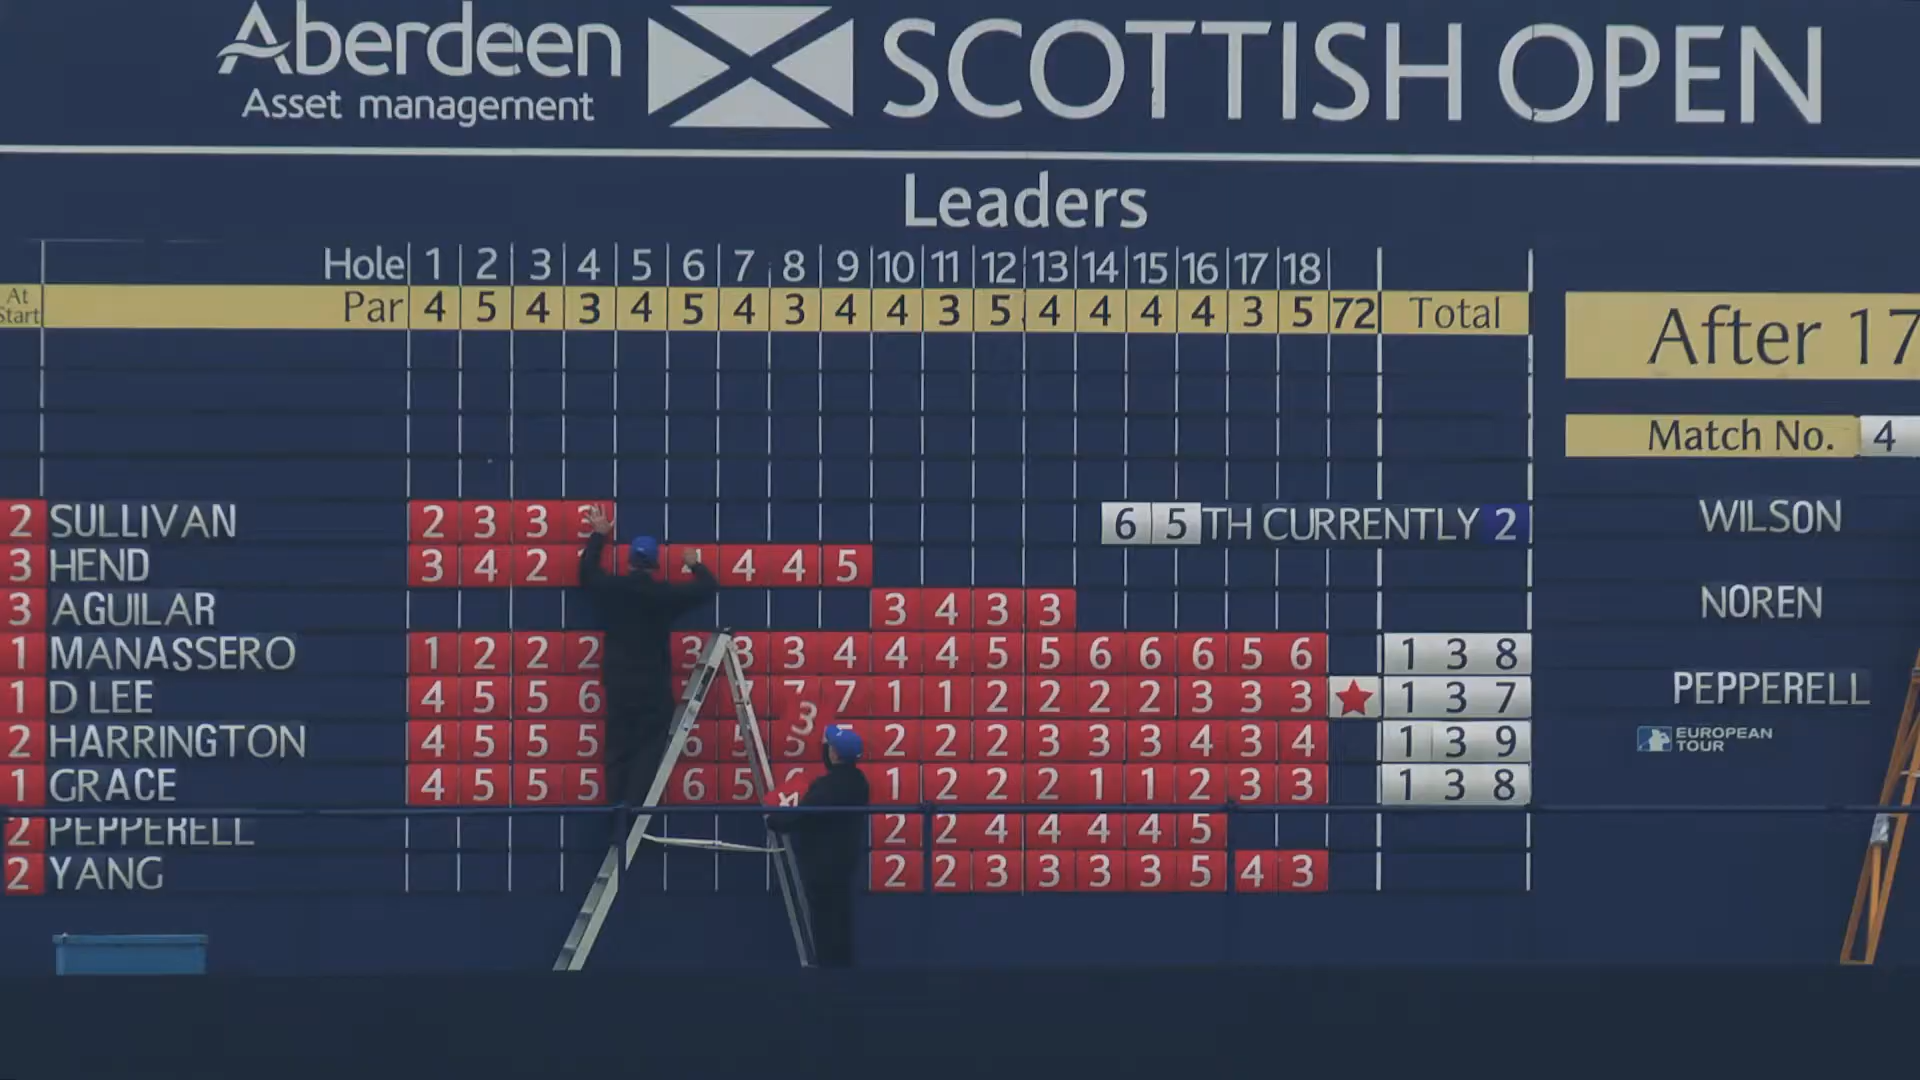 Aberdeen
Asset management
SCOTTISH OPEN
Leaders
Hole 1 2 3 4 5 6 7 8 9 10 11 12 13 14 15 16 17 18
At Start
Par 4 5 4 3 4 5 4 3 4 4 3 5 4 4 4 4 3 5 72 Total
After 17
Match No. 4
2 SULLIVAN 2 3 3 3 65TH CURRENTLY 2
3 HEND 3 4 2 4 4 5
3 AGUILAR 3 4 3 3
1 MANASSERO 1 2 2 2 3 3 3 4 4 4 5 5 6 6 6 5 6 138
1 D LEE 4 5 5 6 7 7 7 1 1 2 2 2 2 3 3 3 137
2 HARRINGTON 4 5 5 5 6 5 2 2 2 3 3 3 4 3 4 139
1 GRACE 4 5 5 5 6 5 1 2 2 2 1 1 2 3 3 138
2 PEPPERELL 2 2 4 4 4 4 5
2 YANG 2 2 3 3 3 3 5 4 3
3
WILSON
NOREN
PEPPERELL
EUROPEAN
TOUR